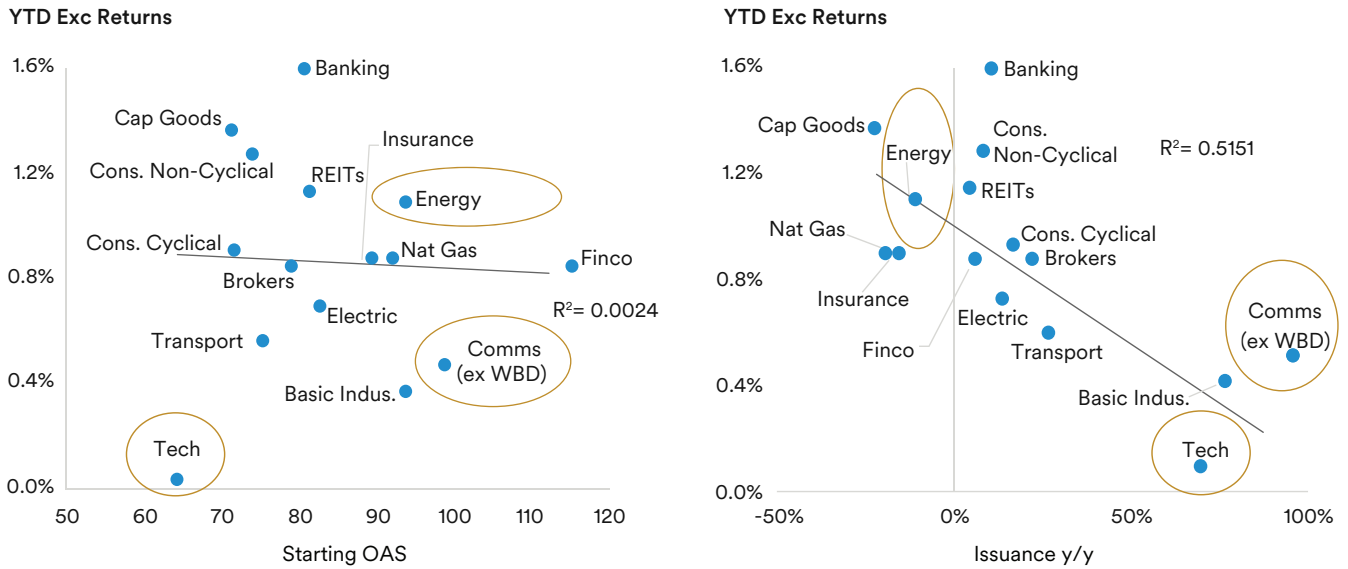 YTD Exc Returns
1.6%
1.2%
0.8%
0.4%
0.0%
Banking
Cap Goods
Insurance
Cons. Non-Cyclical
REITs
Energy
Cons. Cyclical
Nat Gas
Finco
Brokers
R²= 0.0024
Electric
Transport
Comms
(ex WBD)
Basic Indus.
Tech
50
60
70
80
90
100
110
120
Starting OAS
YTD Exc Returns
1.6%
1.2%
0.8%
0.4%
0.0%
Banking
Cap Goods
Cons.
Non-Cyclical
R²= 0.5151
Energy
REITs
Nat Gas
Cons. Cyclical
Brokers
Insurance
Electric
Comms
(ex WBD)
Finco
Transport
Basic Indus.
Tech
-50%
0%
50%
100%
Issuance y/y